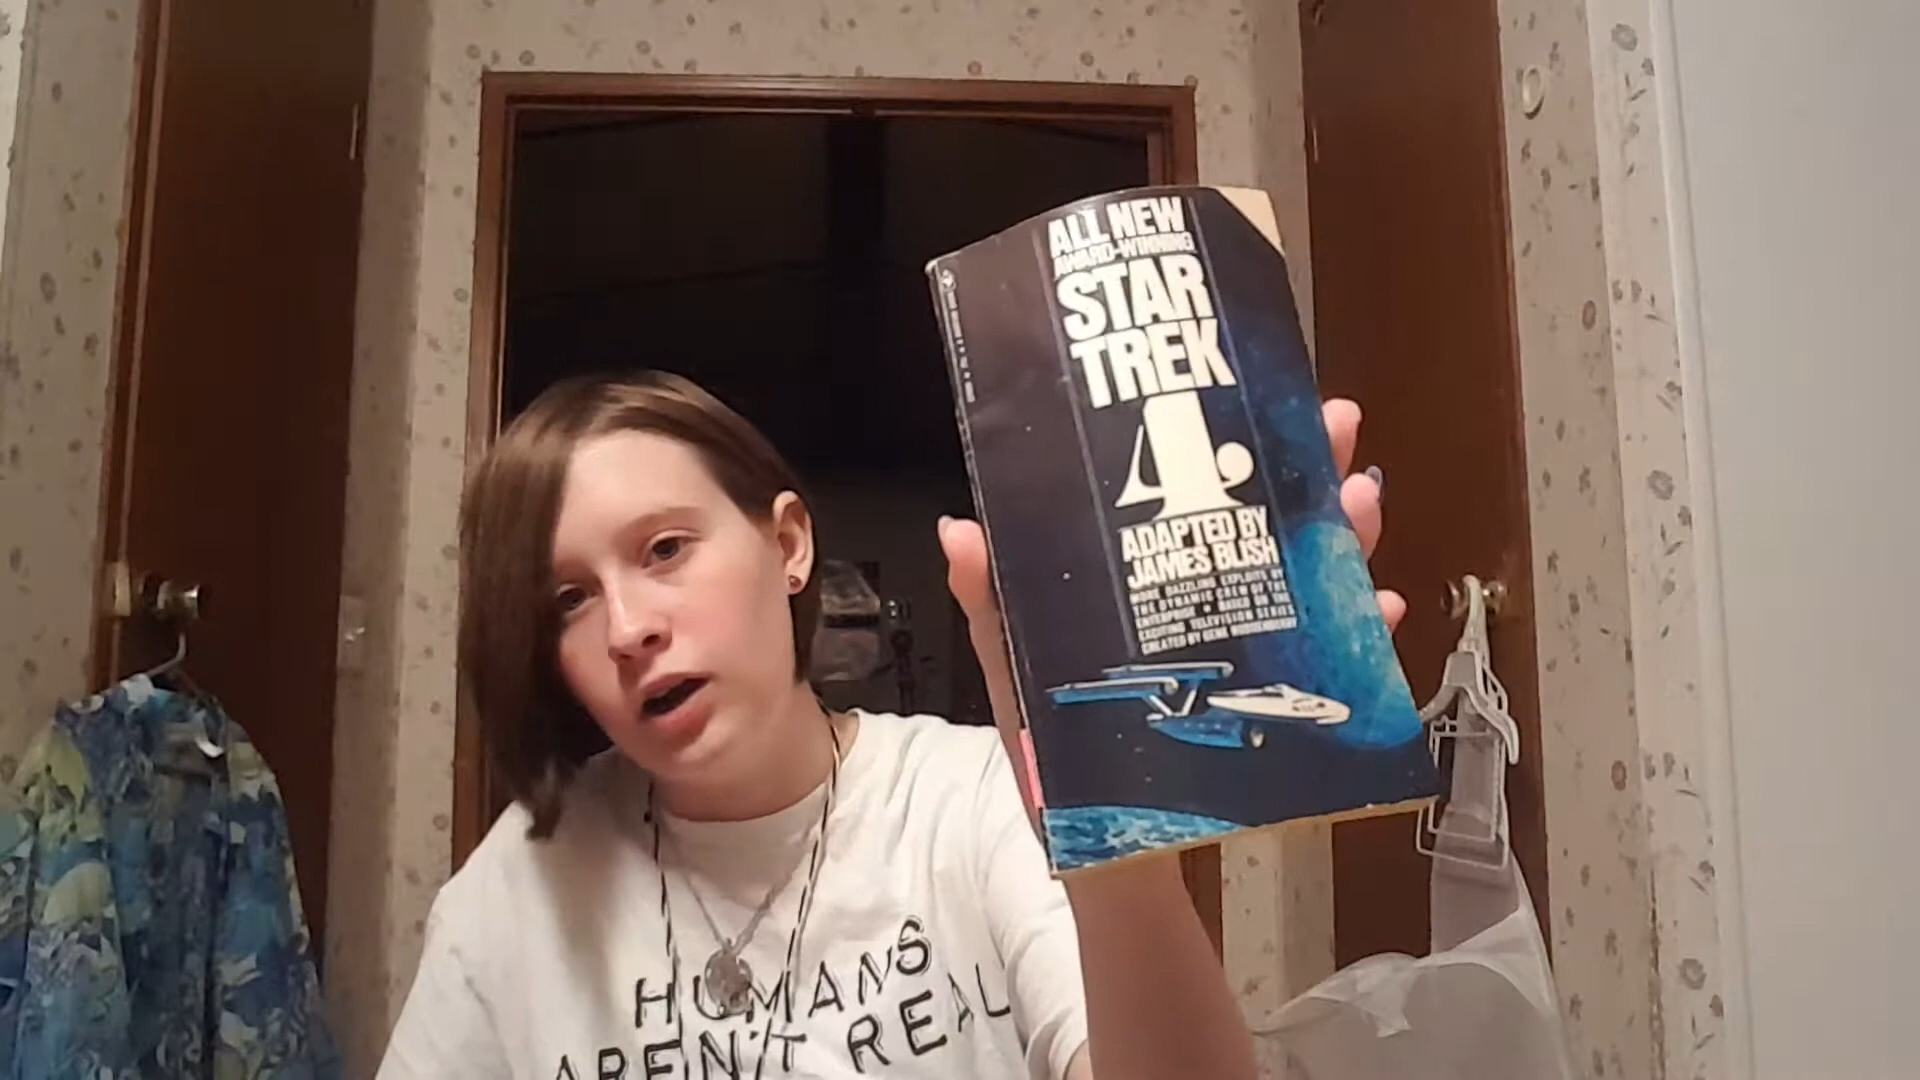 ALL NEW
AWARD-WINNING
STAR
TREK
4
ADAPTED BY
JAMES BLISH
MORE DAZZLING EXPLOITS BY
THE DYNAMIC CREW OF THE
ENTERPRISE • BASED ON THE
EXCITING TELEVISION SERIES
CREATED BY GENE RODDENBERRY
HUMANS
AREN'T REAL